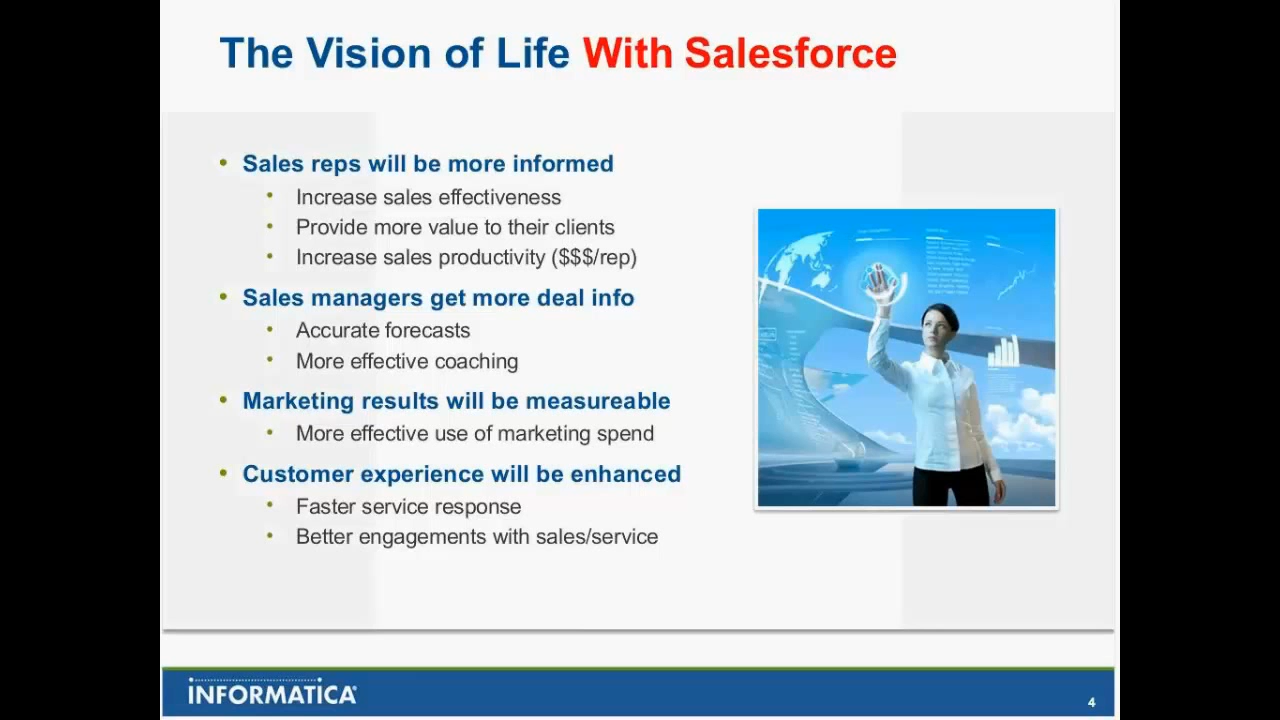 The Vision of Life With Salesforce
• Sales reps will be more informed
• Increase sales effectiveness
• Provide more value to their clients
• Increase sales productivity ($$$/rep)
• Sales managers get more deal info
• Accurate forecasts
• More effective coaching
• Marketing results will be measureable
• More effective use of marketing spend
• Customer experience will be enhanced
• Faster service response
• Better engagements with sales/service
INFORMATICA
4